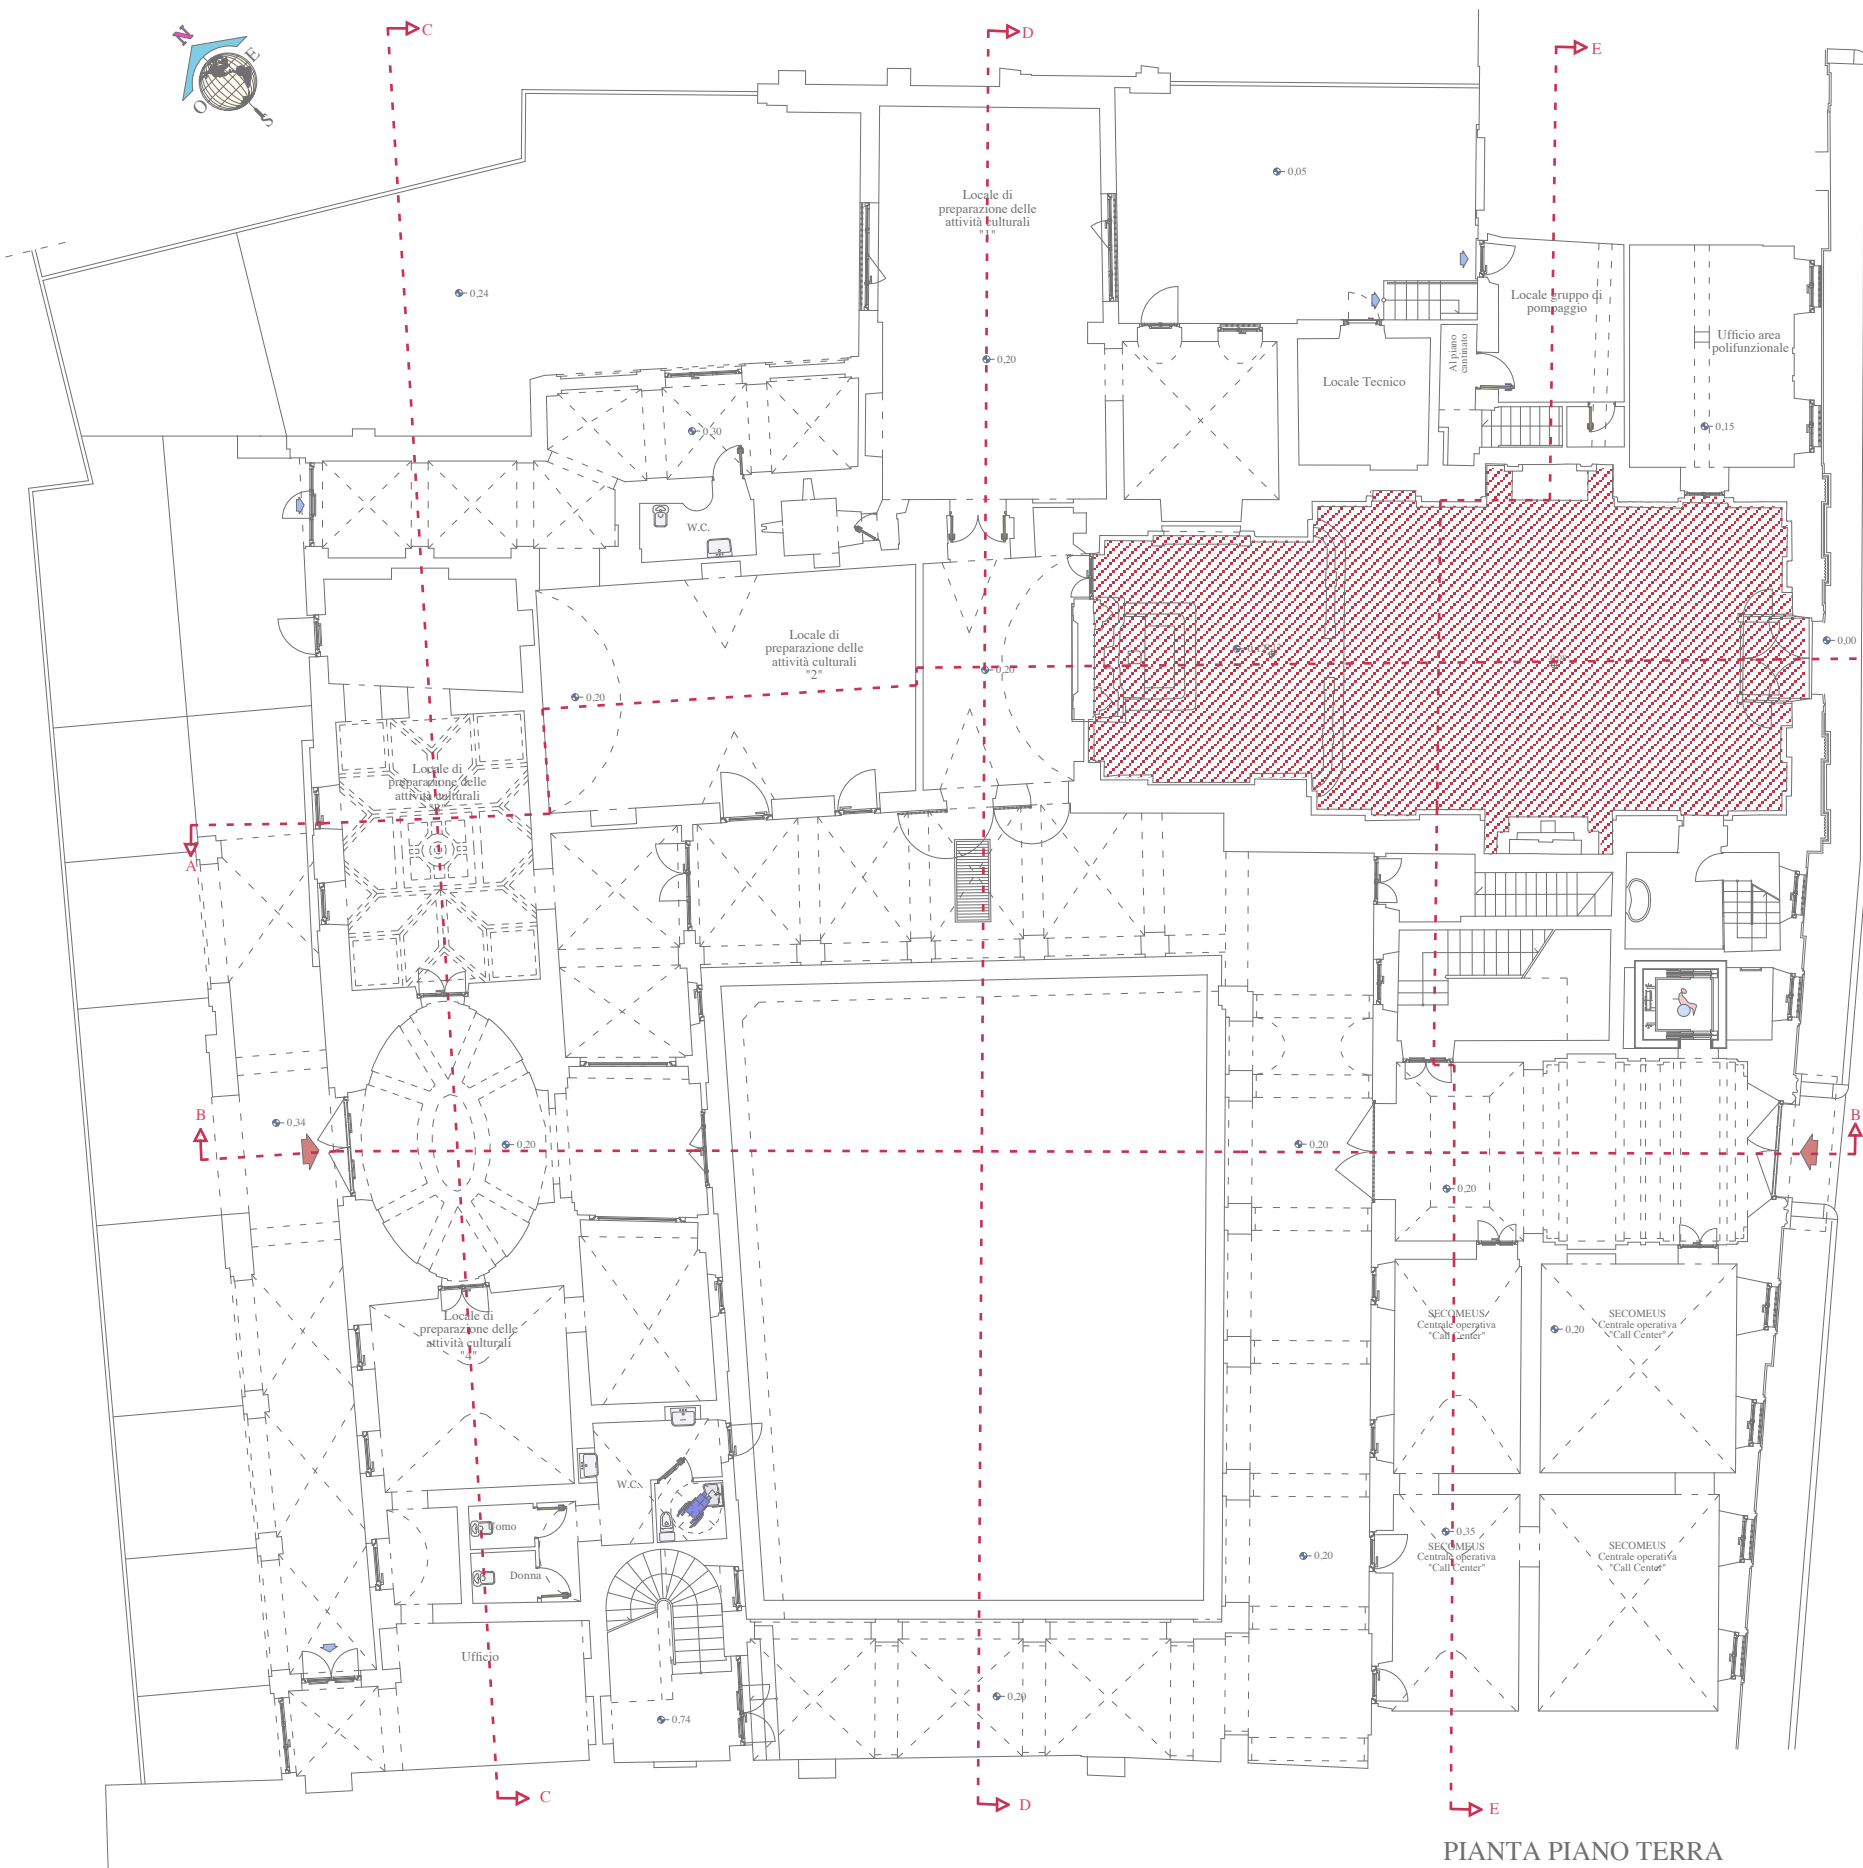 N
E
O
S
C
D
E
0,05
Locale di
preparazione delle
attività culturali
"1"
0,24
0,20
Locale gruppo di
pompaggio
Ufficio area
polifunzionale
A piano
cantinato
Locale Tecnico
0,15
0,30
W.C.
Locale di
preparazione delle
attività culturali
"2"
0,20
0,20
0,00
Locale di
preparazione delle
attività culturali
A
B
0,34
0,20
0,20
B
0,20
Locale di
preparazione delle
attività culturali
"4"
SECOMEUS
Centrale operativa
"Call Center"
0,20
SECOMEUS
Centrale operativa
"Call Center"
W.C.
Uomo
Donna
0,20
0,35
SECOMEUS
Centrale operativa
"Call Center"
SECOMEUS
Centrale operativa
"Call Center"
Ufficio
0,74
0,20
C
D
E
PIANTA PIANO TERRA